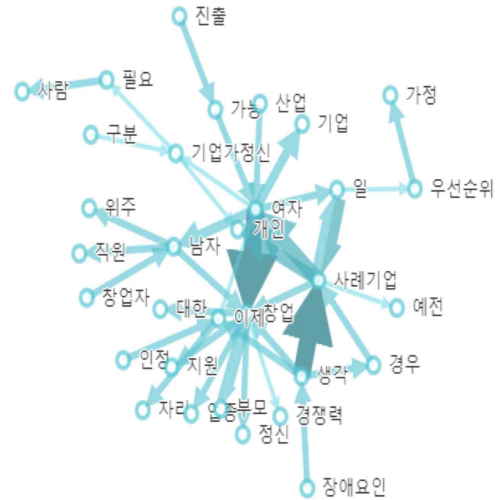 진출
사람
필요
가능
산업
가정
구분
기업
기업가정신
위주
여자
일
우선순위
개인
직원
남자
창업자
사례기업
대한
이제
창업
예전
인정
지원
생각
경우
자리
업종
부모
경쟁력
정신
장애요인